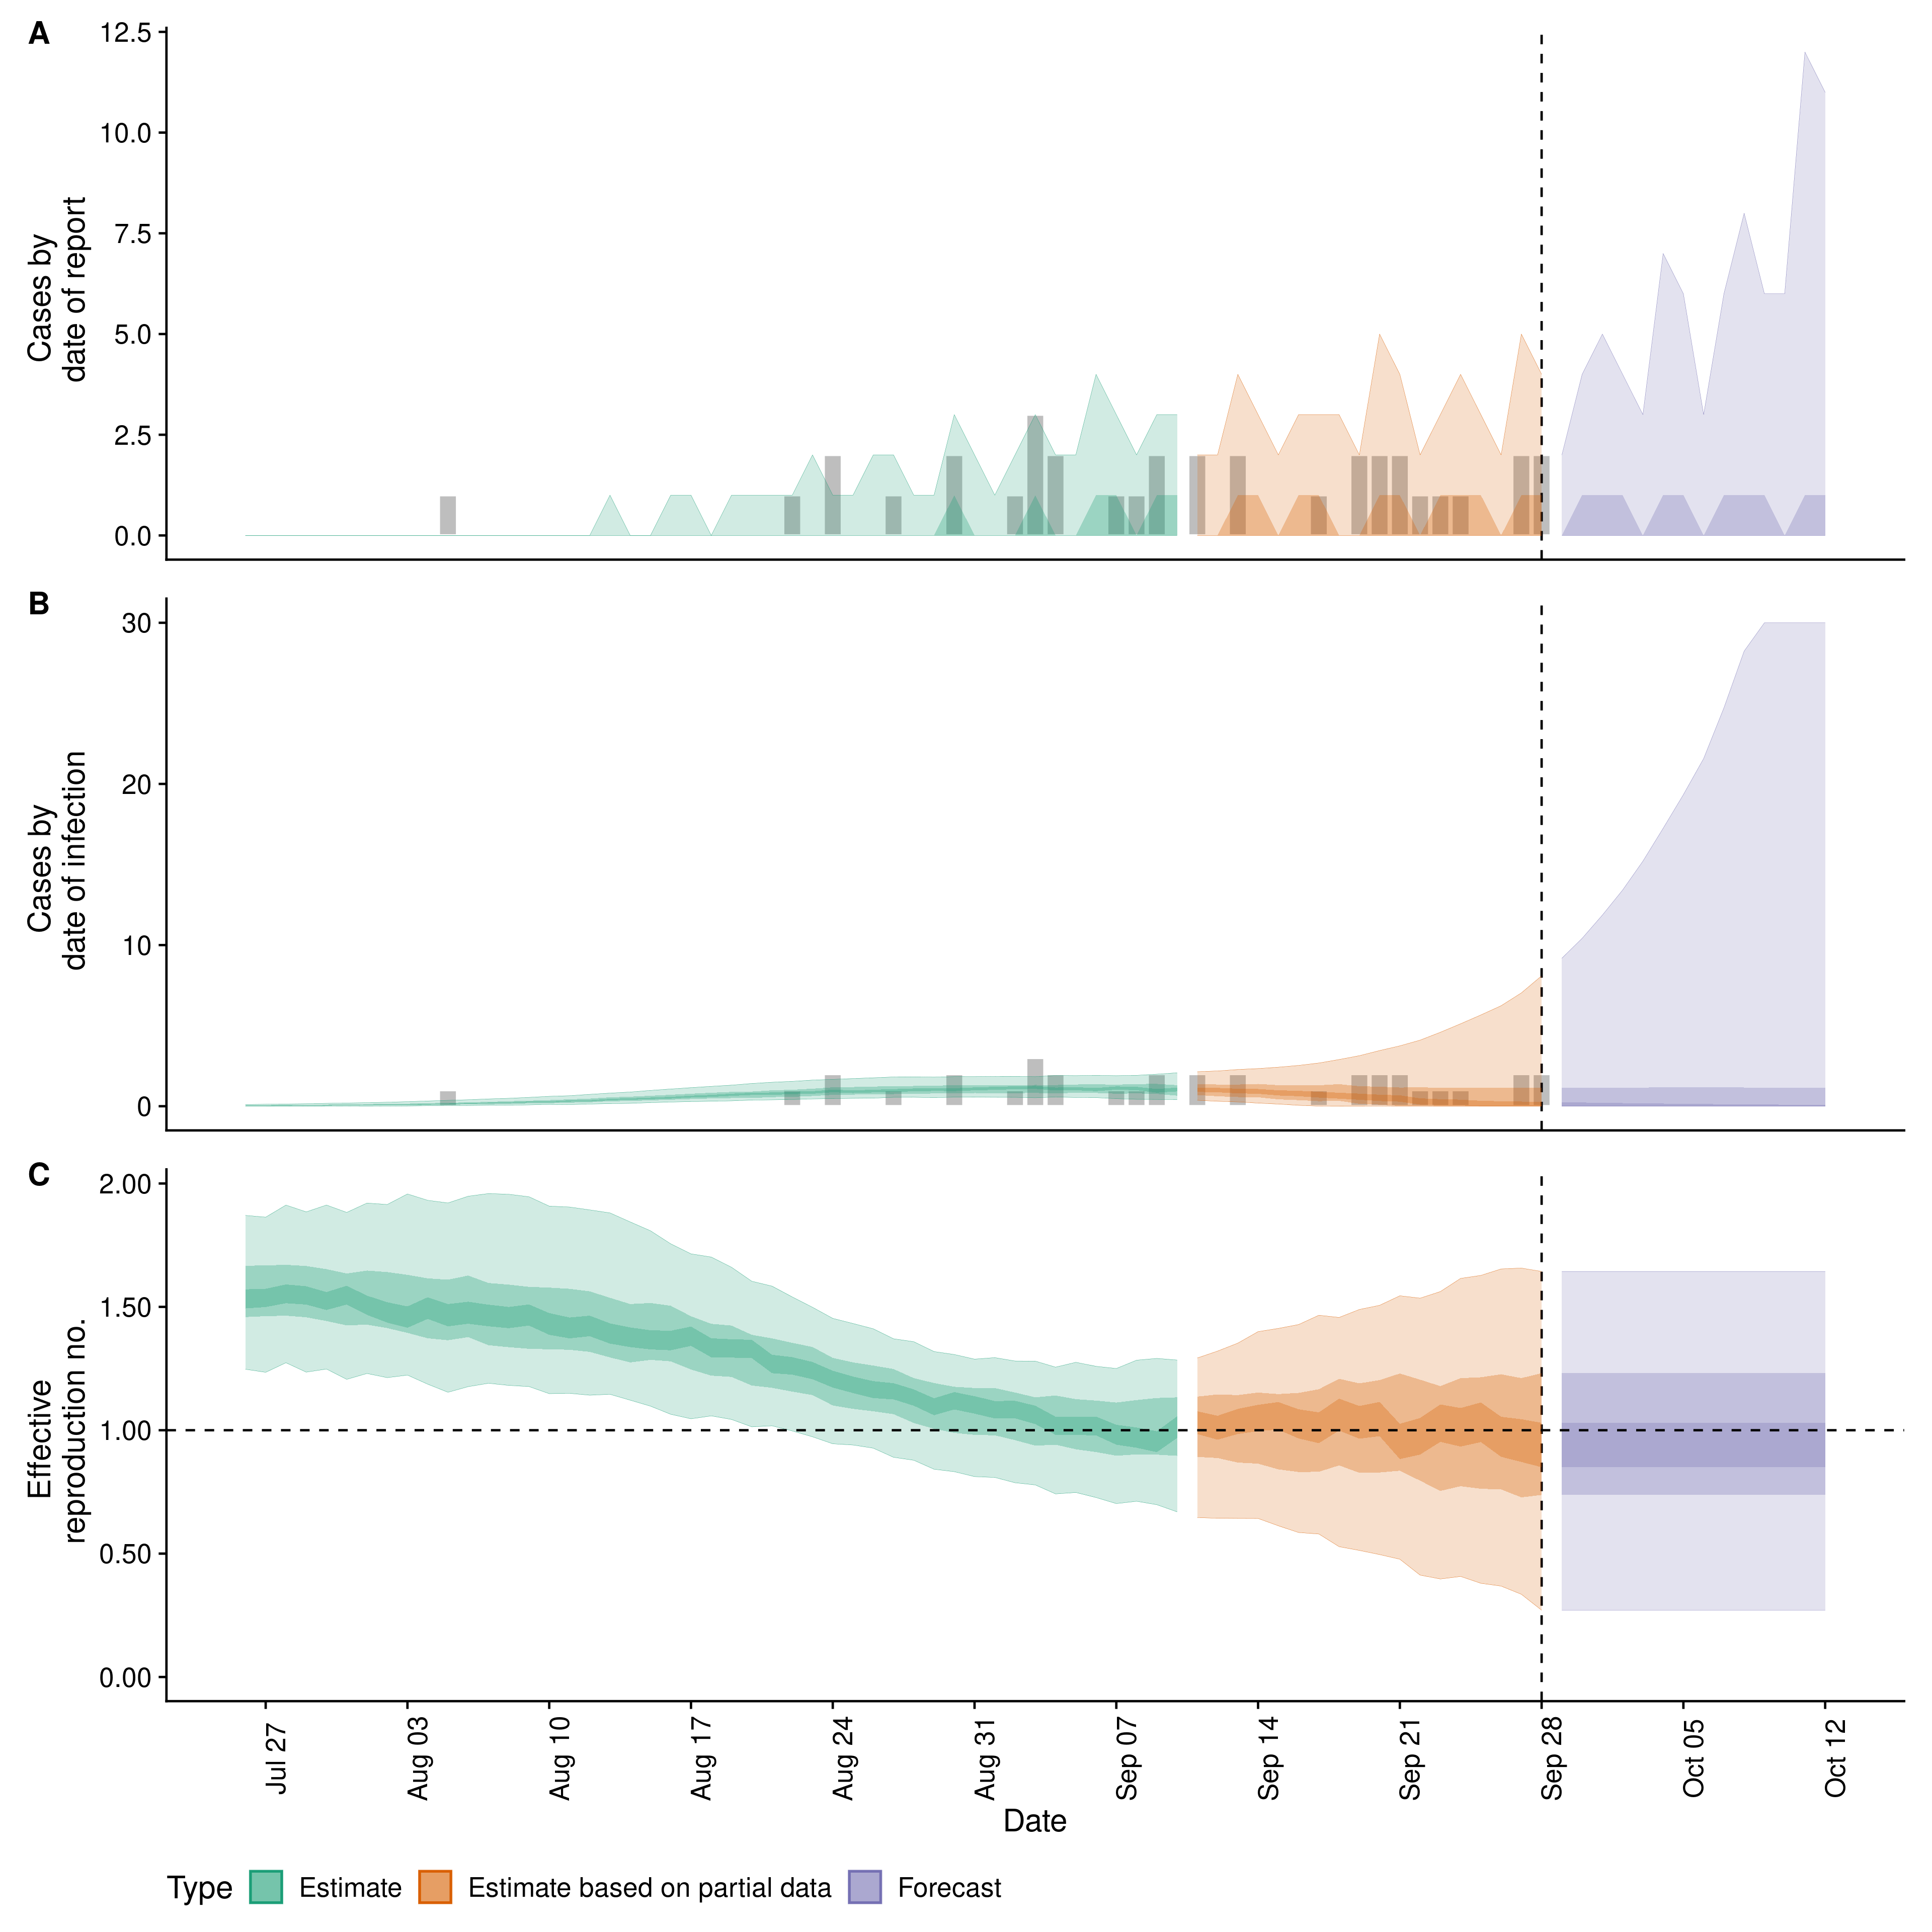 A
Cases by
date of report
12.5
10.0
7.5
5.0
2.5
0.0
B
Cases by
date of infection
30
20
10
0
C
Effective
reproduction no.
2.00
1.50
1.00
0.50
0.00
Jul 27
Aug 03
Aug 10
Aug 17
Aug 24
Aug 31
Sep 07
Sep 14
Sep 21
Sep 28
Oct 05
Oct 12
Date
Type Estimate Estimate based on partial data Forecast